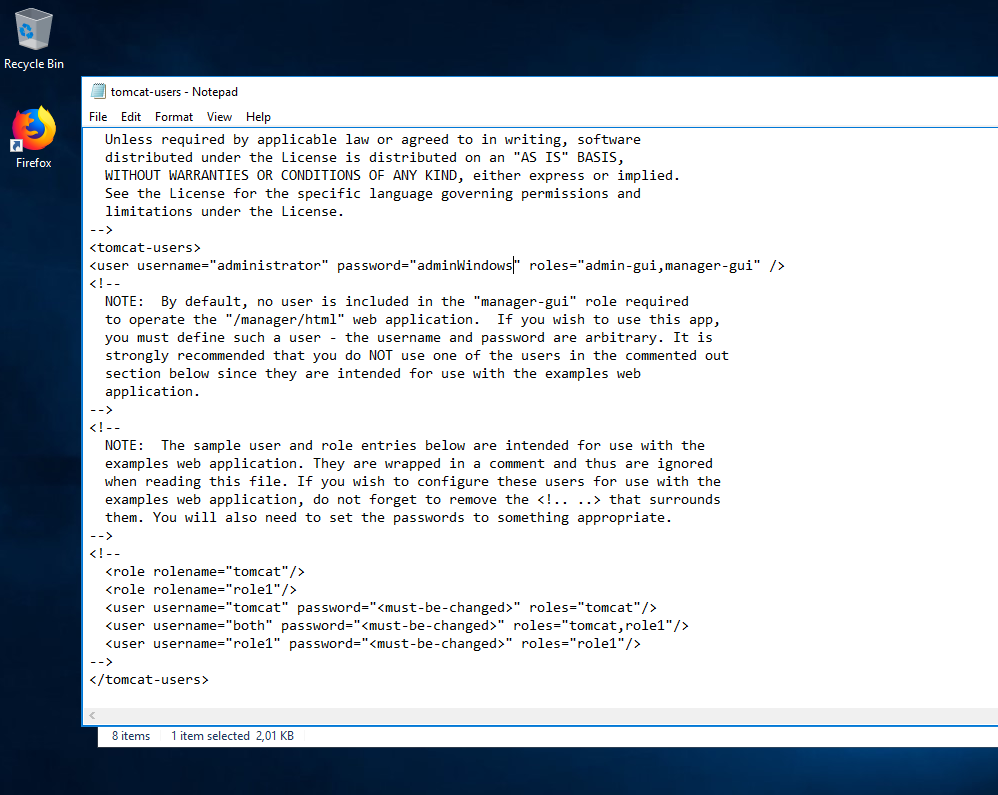 Recycle Bin
Firefox
tomcat-users - Notepad
File Edit Format View Help
Unless required by applicable law or agreed to in writing, software
distributed under the License is distributed on an "AS IS" BASIS,
WITHOUT WARRANTIES OR CONDITIONS OF ANY KIND, either express or implied.
See the License for the specific language governing permissions and
limitations under the License.
-->
<tomcat-users>
<user username="administrator" password="adminWindows" roles="admin-gui,manager-gui" />
<!--
NOTE:  By default, no user is included in the "manager-gui" role required
to operate the "/manager/html" web application.  If you wish to use this app,
you must define such a user - the username and password are arbitrary. It is
strongly recommended that you do NOT use one of the users in the commented out
section below since they are intended for use with the examples web
application.
-->
<!--
NOTE:  The sample user and role entries below are intended for use with the
examples web application. They are wrapped in a comment and thus are ignored
when reading this file. If you wish to configure these users for use with the
examples web application, do not forget to remove the <!.. ..> that surrounds
them. You will also need to set the passwords to something appropriate.
-->
<!--
<role rolename="tomcat"/>
<role rolename="role1"/>
<user username="tomcat" password="<must-be-changed>" roles="tomcat"/>
<user username="both" password="<must-be-changed>" roles="tomcat,role1"/>
<user username="role1" password="<must-be-changed>" roles="role1"/>
-->
</tomcat-users>
8 items 1 item selected 2,01 KB